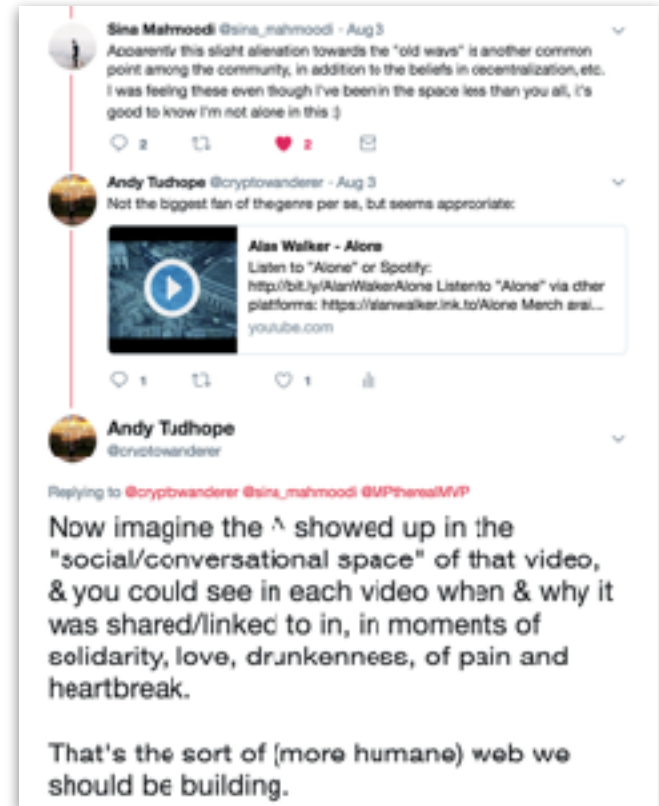 Sina Mahmoodi @sina_mahmoodi · Aug 3
Apparently this slight alienation towards the "old ways" is another common
point among the community, in addition to the beliefs in decentralization, etc.
I was feeling these even though I've been in the space less than you all, it's
good to know I'm not alone in this :)
2 2
Andy Tudhope @cryptowanderer · Aug 3
Not the biggest fan of the genre per se, but seems appropriate:
Alan Walker - Alone
Listen to "Alone" or Spotify:
http://bit.ly/AlanWalkerAlone Listen to "Alone" via other
platforms: https://alanwalker.lnk.to/Alone Merch avai...
youtube.com
1 1
Andy Tudhope
@cryptowanderer
Replying to @cryptowanderer @sina_mahmoodi @MPtherealMVP
Now imagine the ^ showed up in the
"social/conversational space" of that video,
& you could see in each video when & why it
was shared/linked to in, in moments of
solidarity, love, drunkenness, of pain and
heartbreak.
That's the sort of (more humane) web we
should be building.